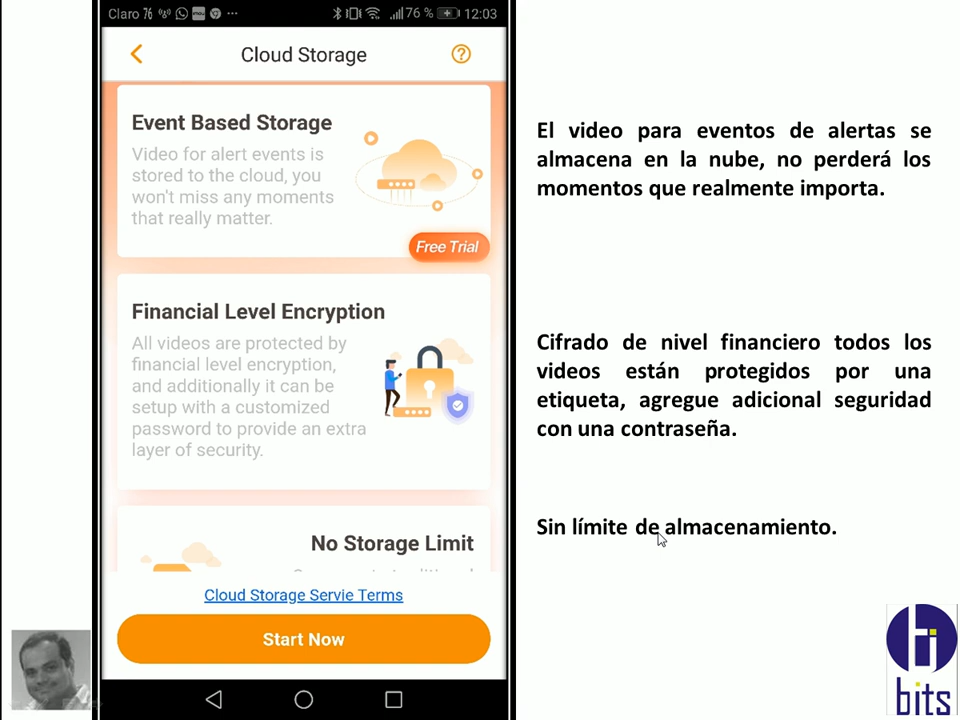 Claro 76 76 % 12:03
Cloud Storage ?
Event Based Storage
Video for alert events is
stored to the cloud, you
won't miss any moments
that really matter.
Free Trial
El video para eventos de alertas se
almacena en la nube, no perderá los
momentos que realmente importa.
Financial Level Encryption
All videos are protected by
financial level encryption,
and additionally it can be
setup with a customized
password to provide an extra
layer of security.
Cifrado de nivel financiero todos los
videos están protegidos por una
etiqueta, agregue adicional seguridad
con una contraseña.
No Storage Limit
Sin límite de almacenamiento.
Cloud Storage Servie Terms
Start Now
bits